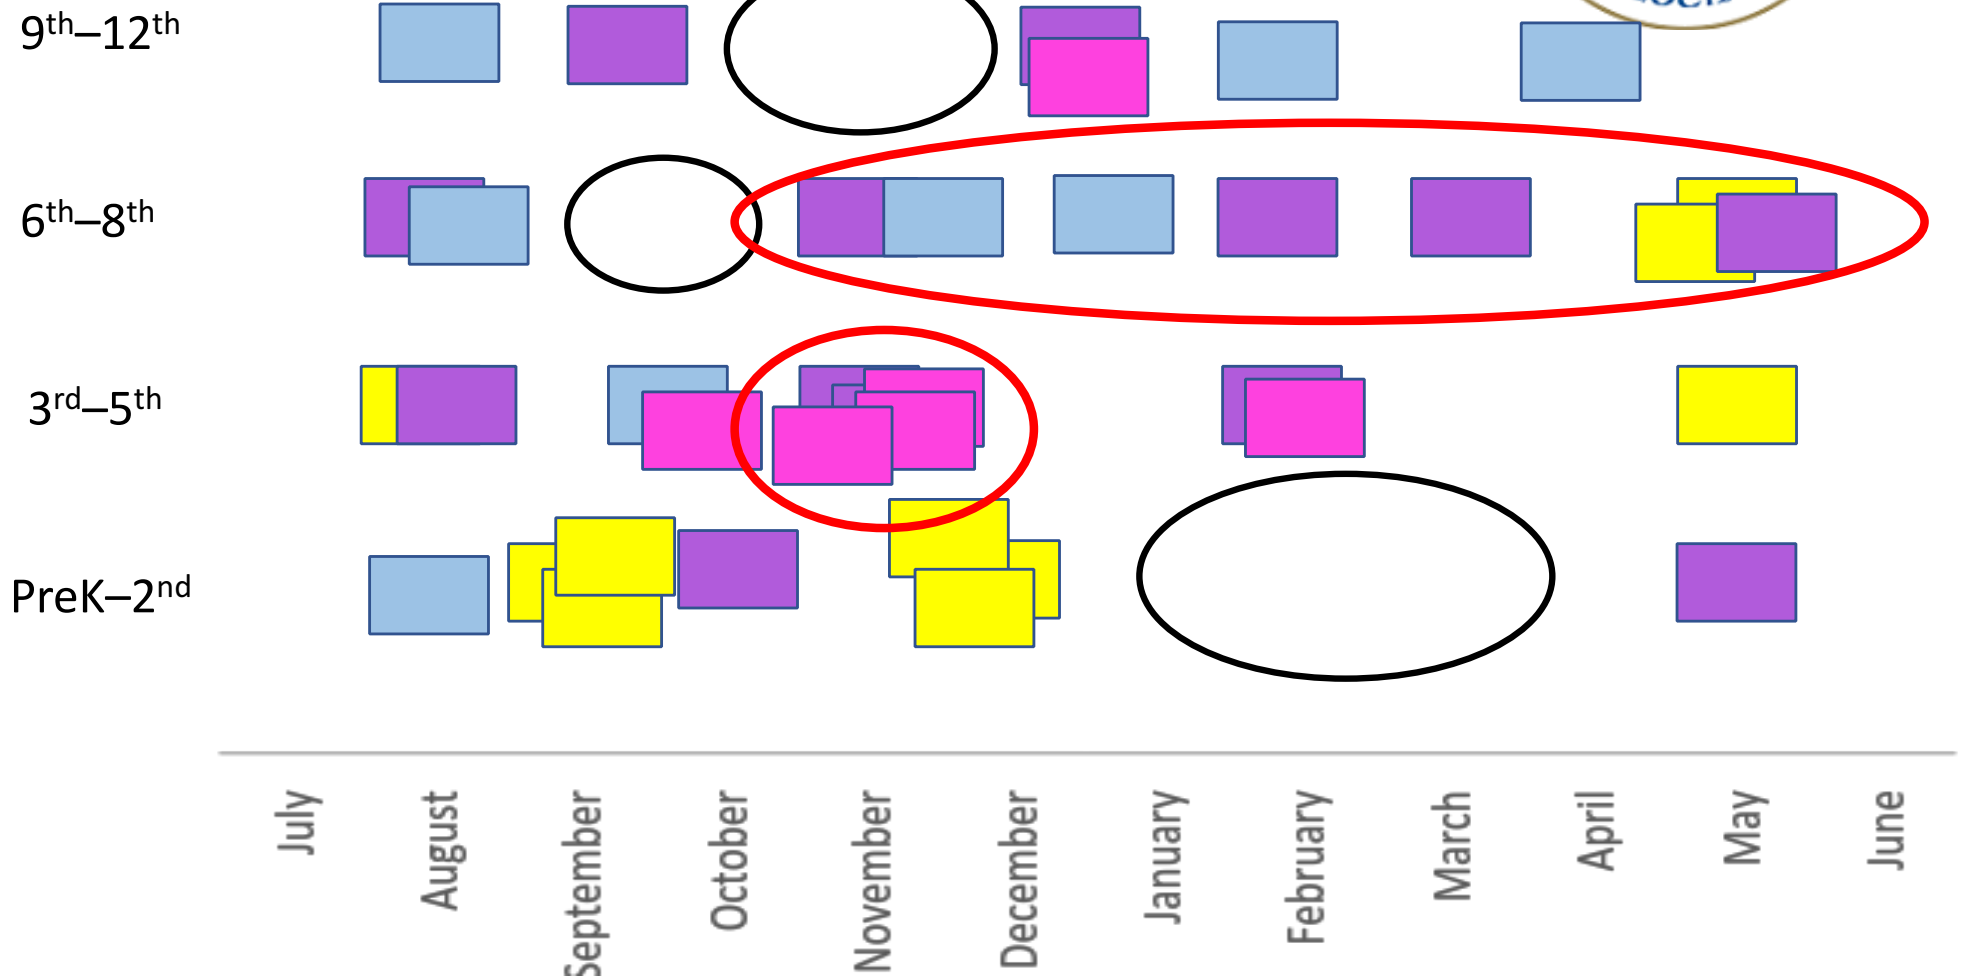 9th–12th
6th–8th
3rd–5th
PreK–2nd
July
August
September
October
November
December
January
February
March
April
May
June